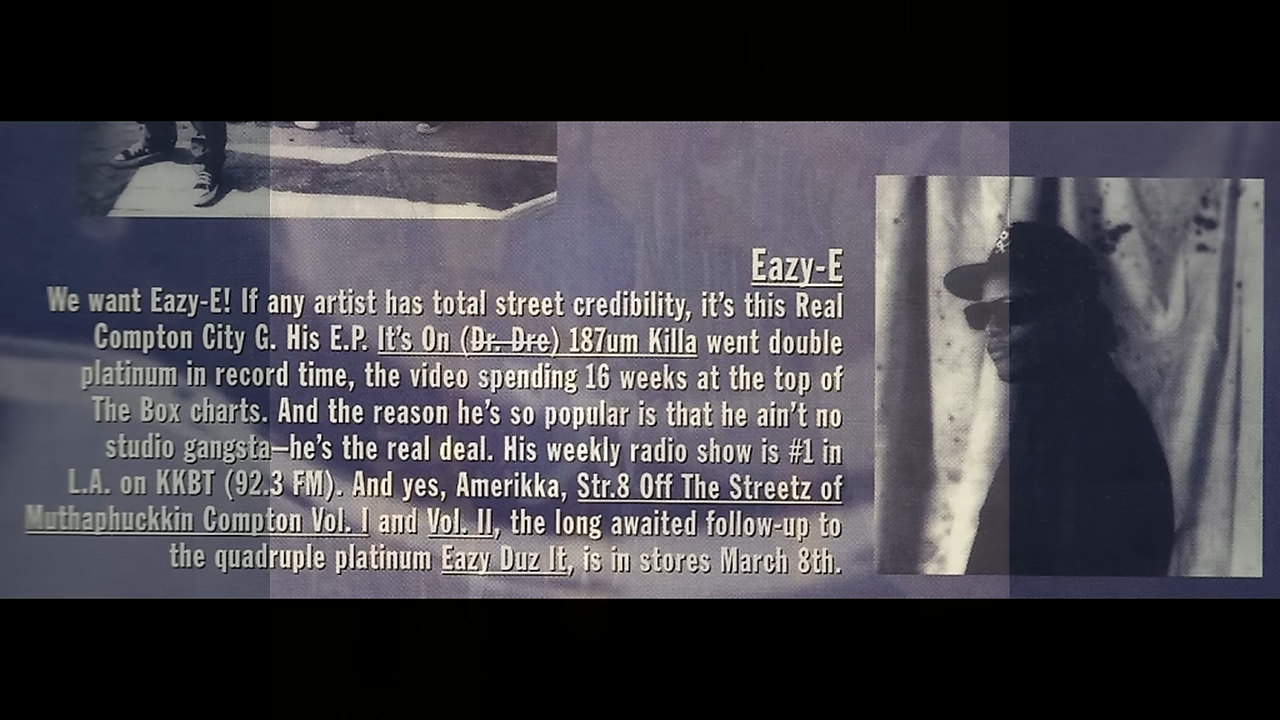 Eazy-E
We want Eazy-E! If any artist has total street credibility, it's this Real
Compton City G. His E.P. It's On (Dr. Dre) 187um Killa went double
platinum in record time, the video spending 16 weeks at the top of
The Box charts. And the reason he's so popular is that he ain't no
studio gangsta—he's the real deal. His weekly radio show is #1 in
L.A. on KKBT (92.3 FM). And yes, Amerikka, Str.8 Off The Streetz of
Muthaphuckkin Compton Vol. I and Vol. II, the long awaited follow-up to
the quadruple platinum Eazy Duz It, is in stores March 8th.